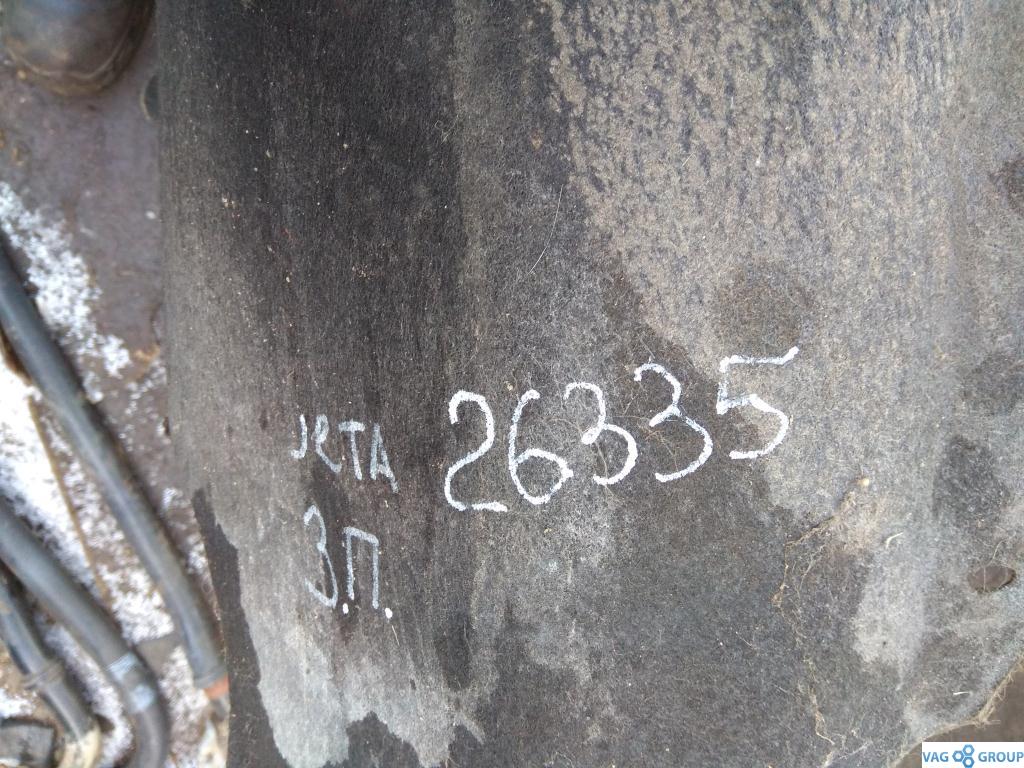 JeTA 26335
З.П.
VAG GROUP